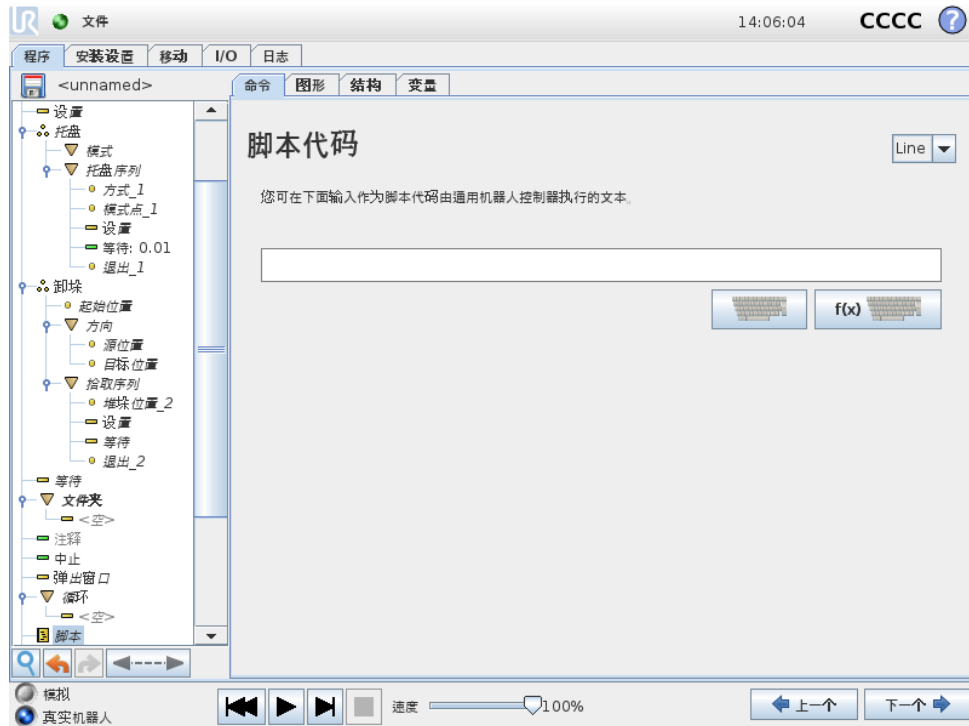 UR 文件 14:06:04 CCCC ?
程序 安装设置 移动 I/O 日志
<unnamed>
命令 图形 结构 变量
设置
托盘
模式
托盘序列
方式_1
模式点_1
设置
等待: 0.01
退出_1
卸垛
起始位置
方向
源位置
目标位置
拾取序列
堆垛位置_2
设置
等待
退出_2
等待
文件夹
<空>
注释
中止
弹出窗口
循环
<空>
脚本
脚本代码
Line
您可在下面输入作为脚本代码由通用机器人控制器执行的文本。
f(x)
模拟
真实机器人
速度 100%
上一个 下一个